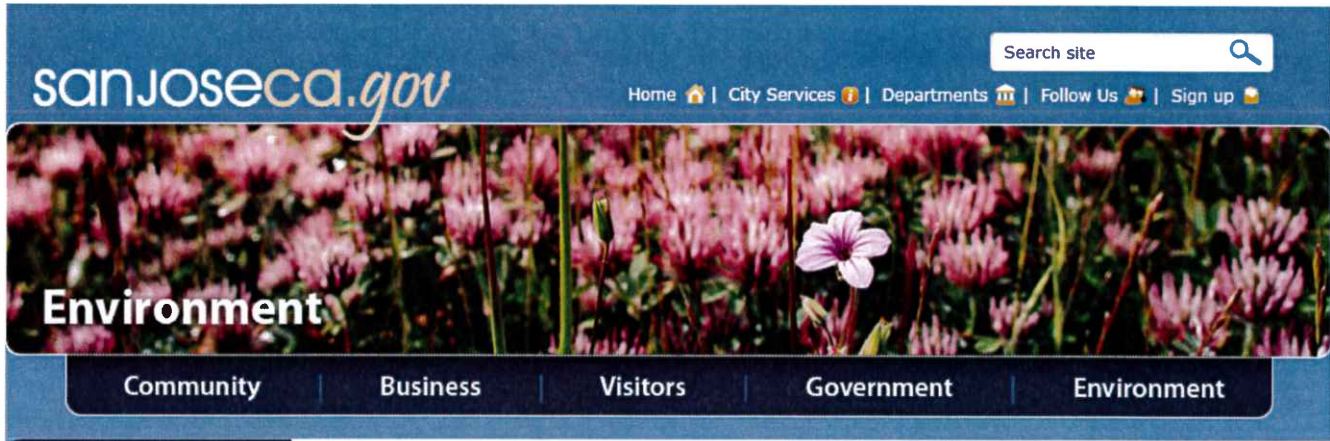 Search site
sanjoseca.gov
Home | City Services | Departments | Follow Us | Sign up
Environment
Community | Business | Visitors | Government | Environment